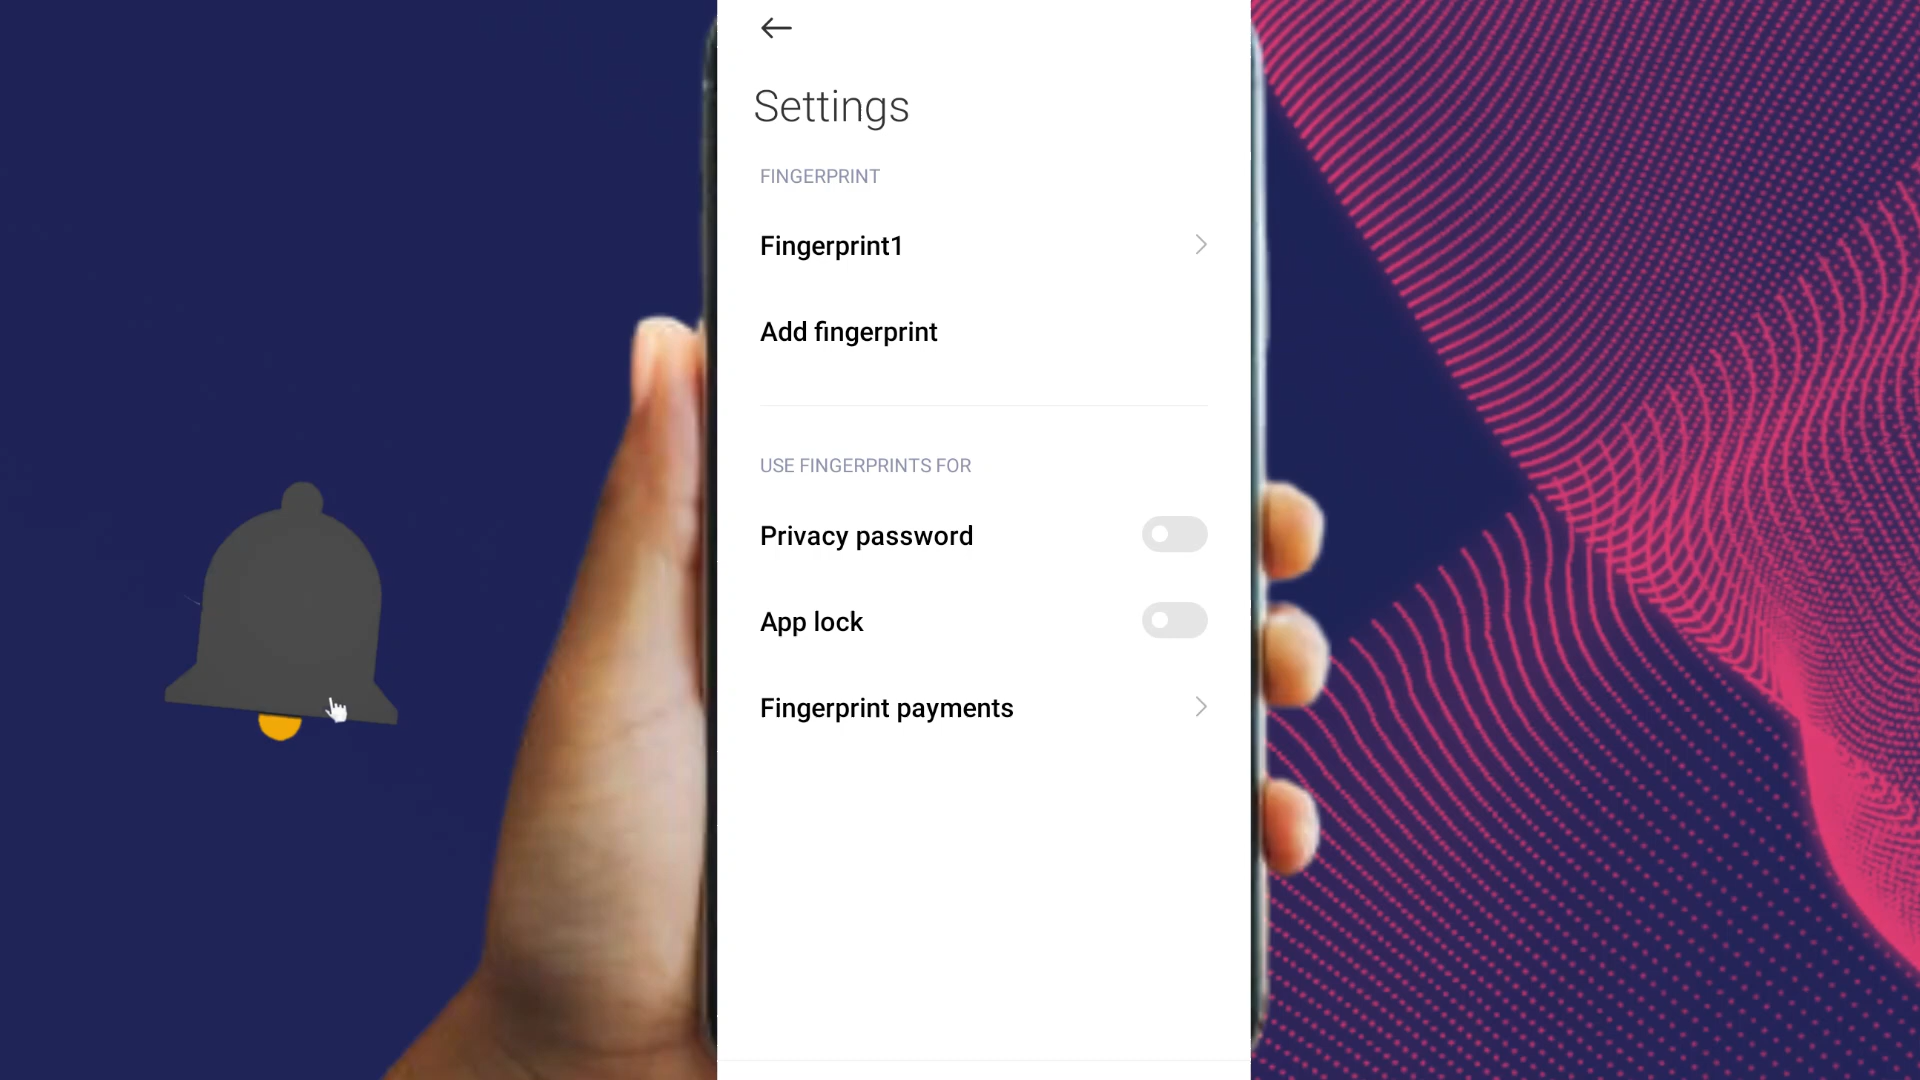 Settings
FINGERPRINT
Fingerprint1
Add fingerprint
USE FINGERPRINTS FOR
Privacy password
App lock
Fingerprint payments